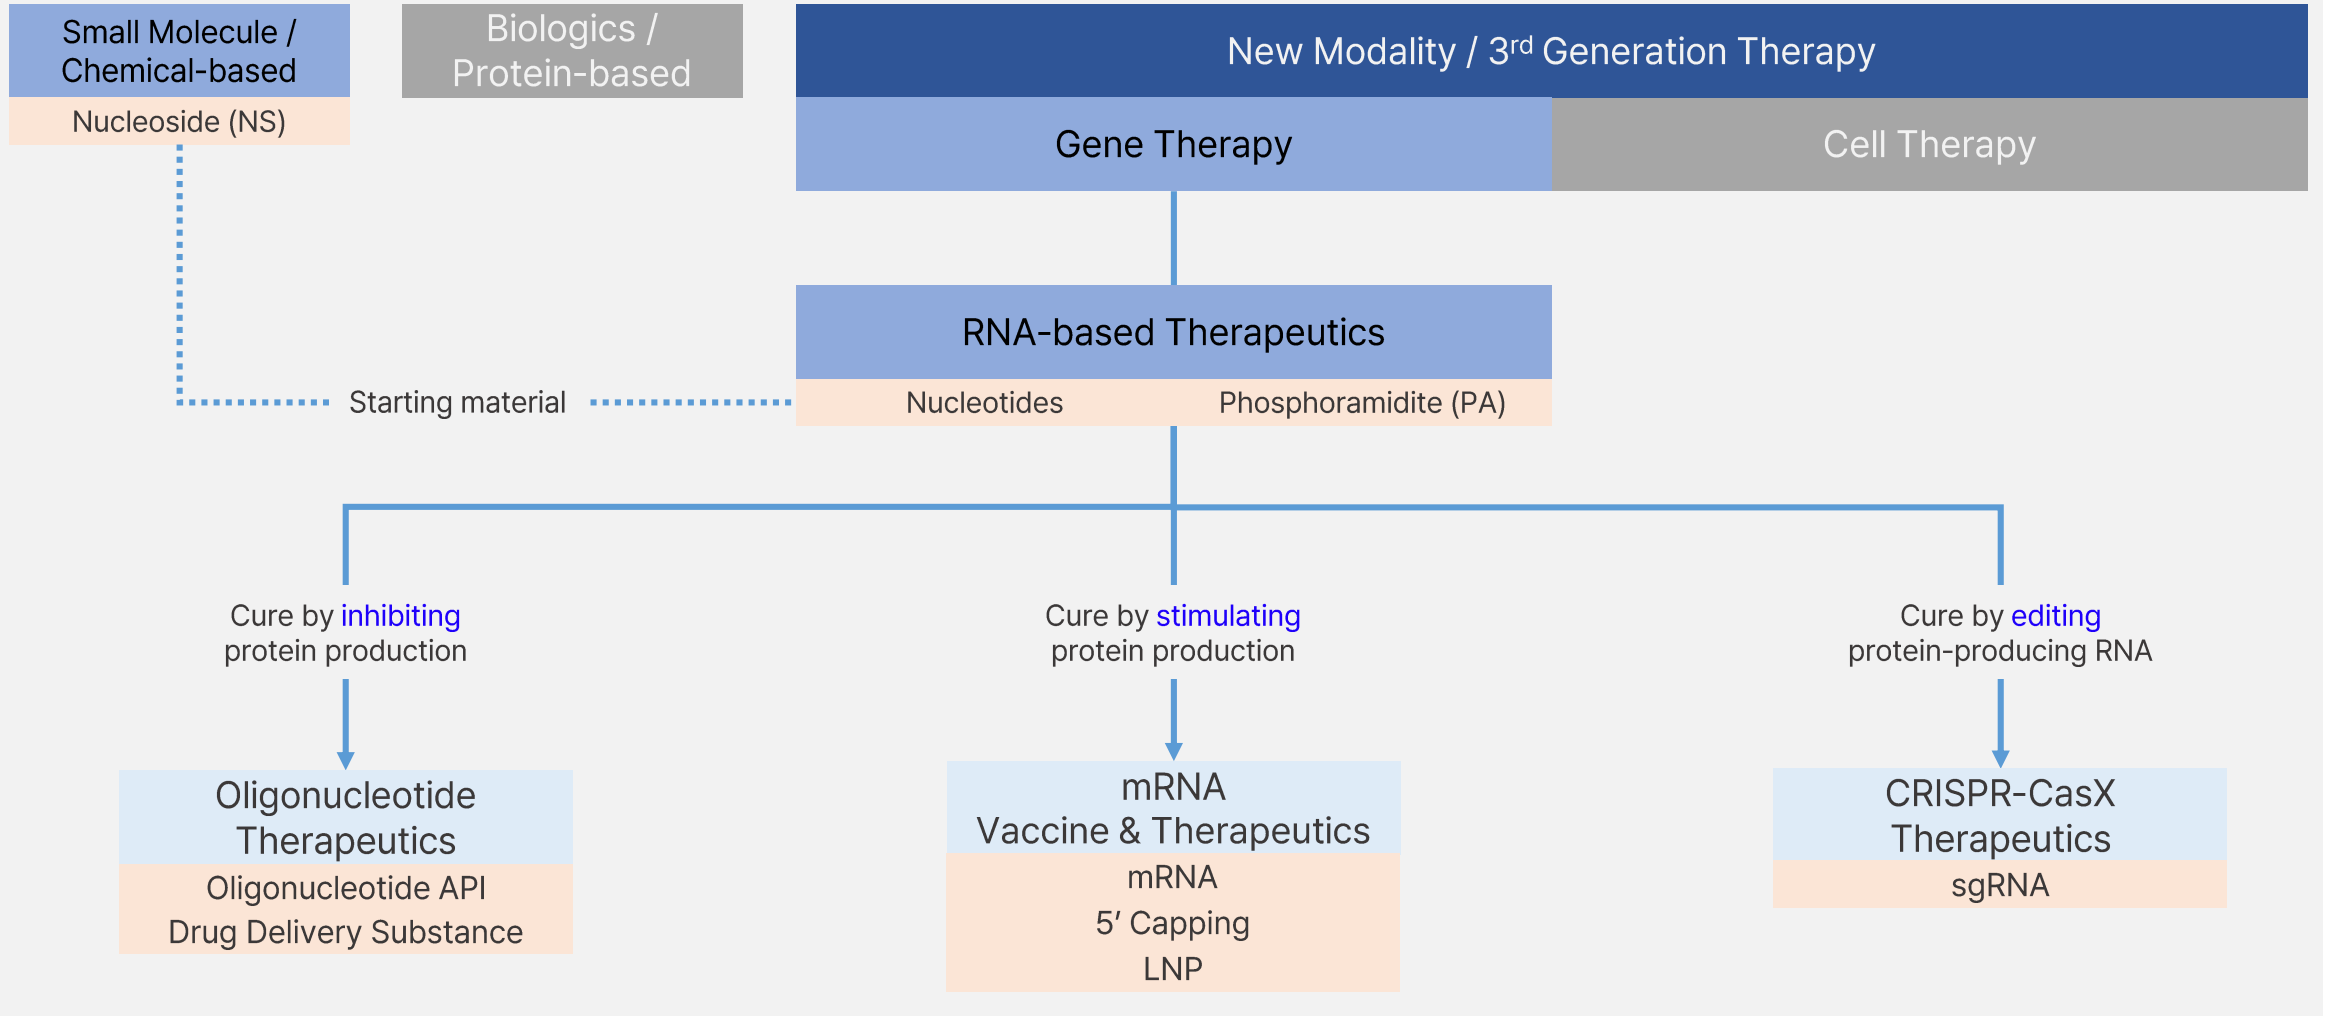 Small Molecule /
Chemical-based
Nucleoside (NS)
Biologics /
Protein-based
New Modality / 3rd Generation Therapy
Gene Therapy
Cell Therapy
RNA-based Therapeutics
Nucleotides
Phosphoramidite (PA)
Starting material
Cure by inhibiting
protein production
Oligonucleotide
Therapeutics
Oligonucleotide API
Drug Delivery Substance
Cure by stimulating
protein production
mRNA
Vaccine & Therapeutics
mRNA
5′ Capping
LNP
Cure by editing
protein-producing RNA
CRISPR-CasX
Therapeutics
sgRNA